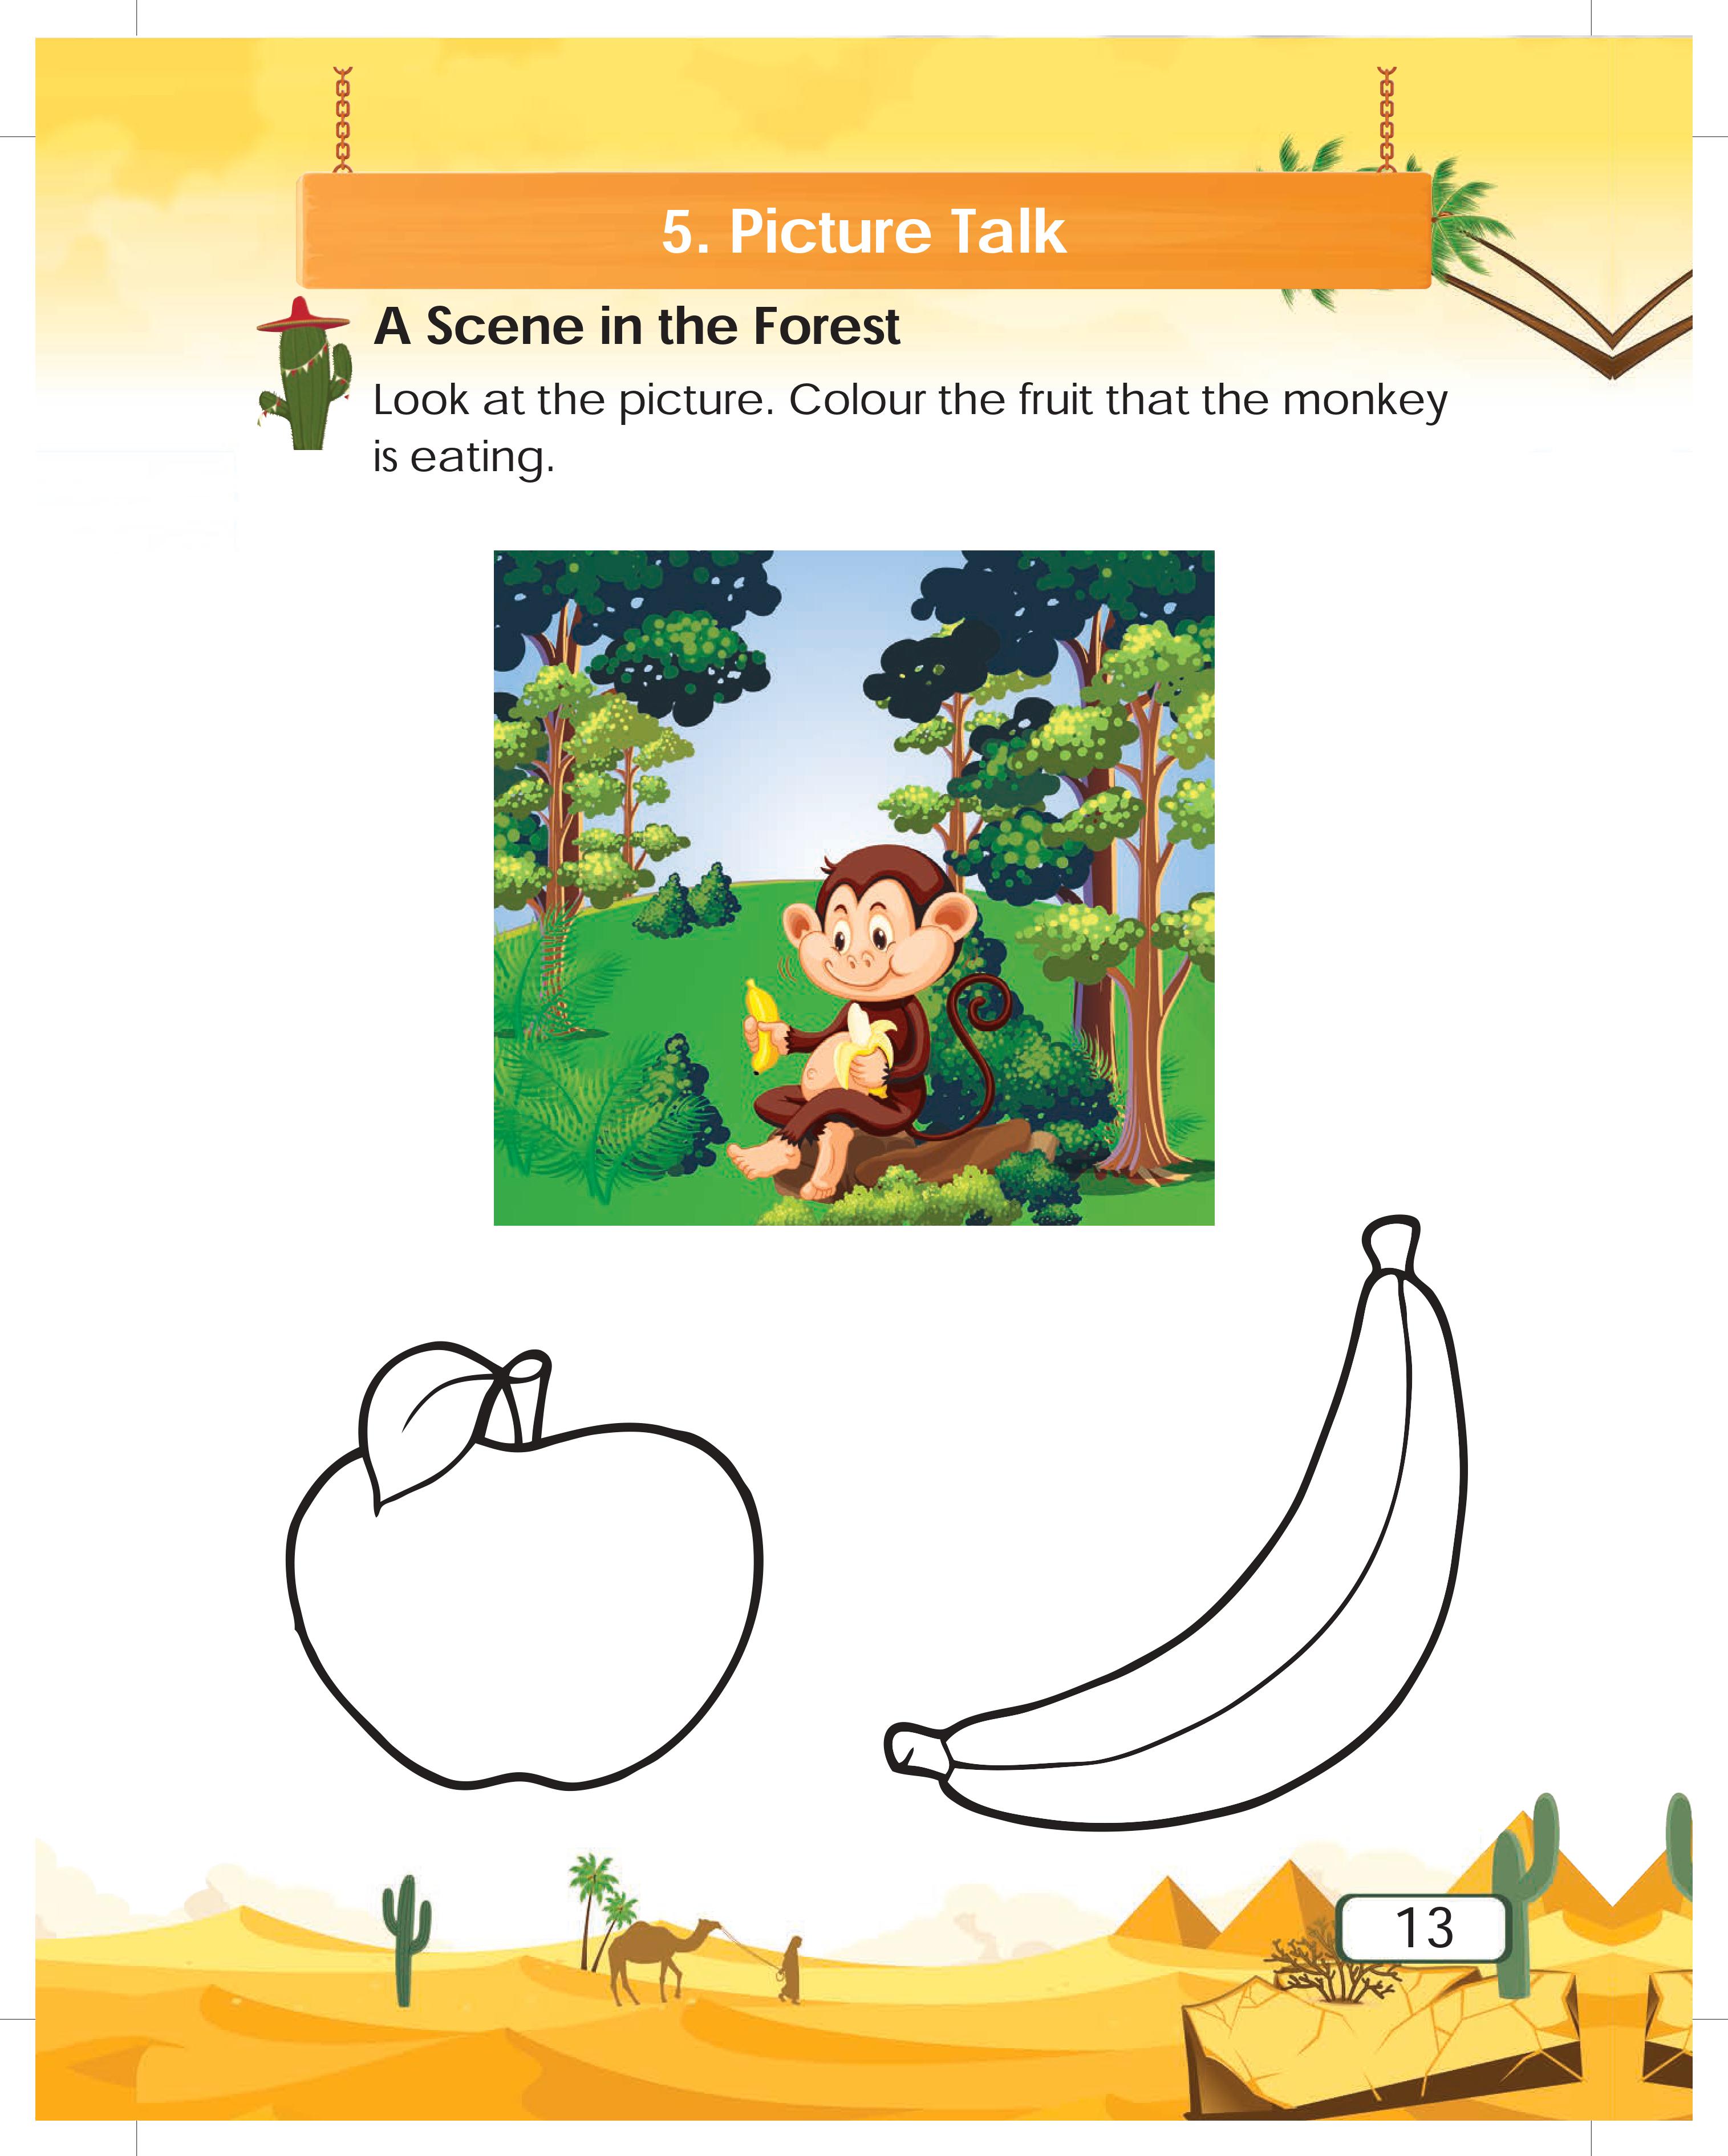 5. Picture Talk
A Scene in the Forest
Look at the picture. Colour the fruit that the monkey
is eating.
13